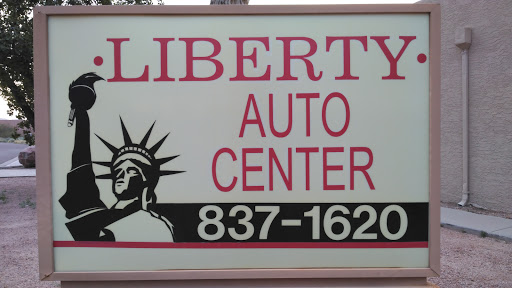 ·LIBERTY·
AUTO
CENTER
837-1620